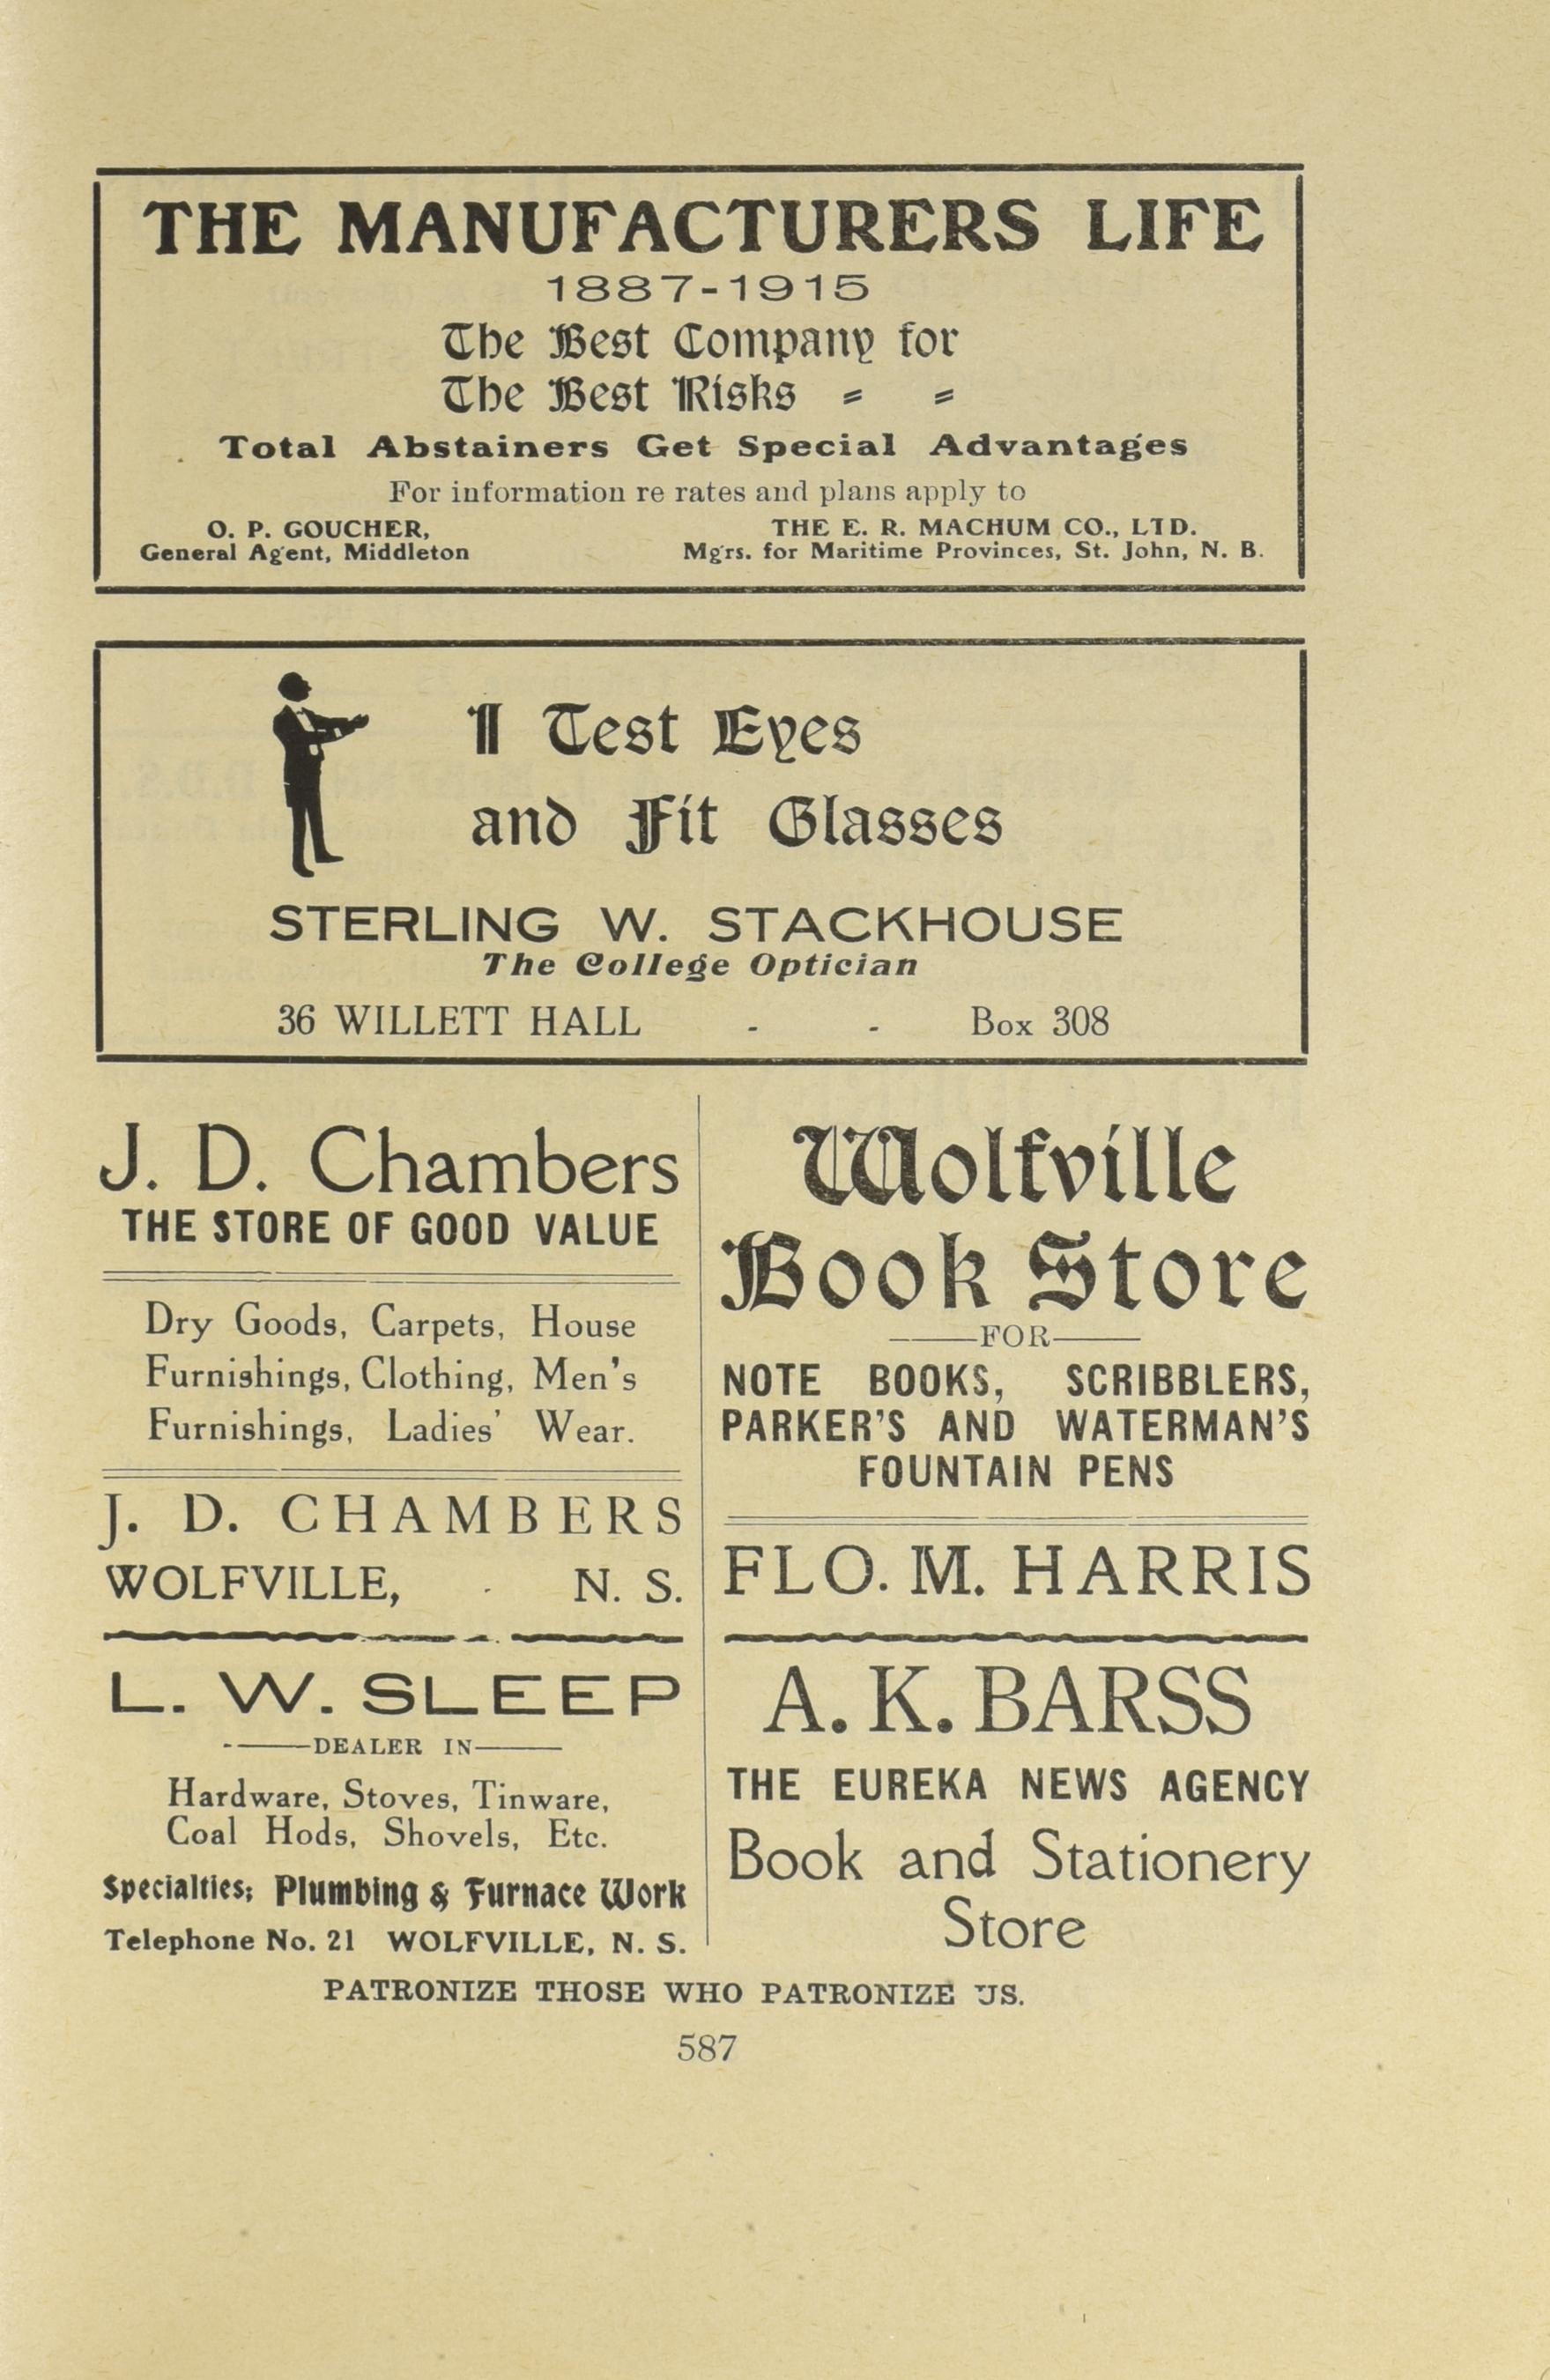 THE MANUFACTURERS LIFE
1887-1915
The Best Company for
The Best Risks = =
Total Abstainers Get Special Advantages
For information re rates and plans apply to
O. P. GOUCHER,
General Agent, Middleton
THE E. R. MACHUM CO., LTD.
Mgrs. for Maritime Provinces, St. John, N. B.
I Test Eyes
and Fit Glasses
STERLING W. STACKHOUSE
The College Optician
36 WILLETT HALL - - Box 308
J. D. Chambers
THE STORE OF GOOD VALUE
Dry Goods, Carpets, House
Furnishings, Clothing, Men's
Furnishings, Ladies' Wear.
J. D. CHAMBERS
WOLFVILLE, - N. S.
Wolfville
Book Store
FOR
NOTE BOOKS, SCRIBBLERS,
PARKER'S AND WATERMAN'S
FOUNTAIN PENS
FLO. M. HARRIS
L. W. SLEEP
DEALER IN
Hardware, Stoves, Tinware,
Coal Hods, Shovels, Etc.
Specialties; Plumbing & Furnace Work
Telephone No. 21 WOLFVILLE, N. S.
A. K. BARSS
THE EUREKA NEWS AGENCY
Book and Stationery
Store
PATRONIZE THOSE WHO PATRONIZE US.
587